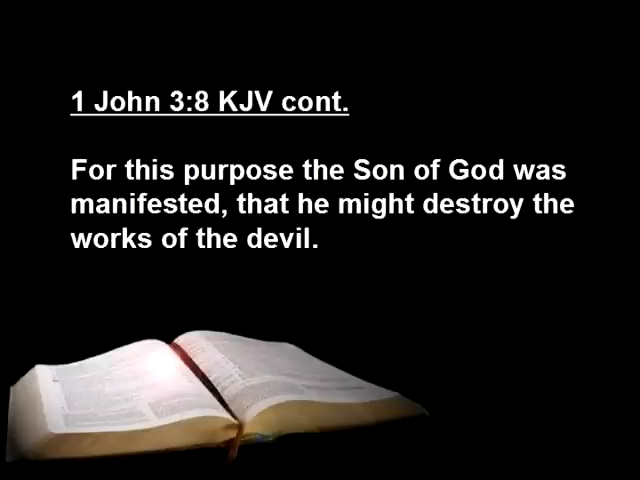 1 John 3:8 KJV cont.
For this purpose the Son of God was
manifested, that he might destroy the
works of the devil.